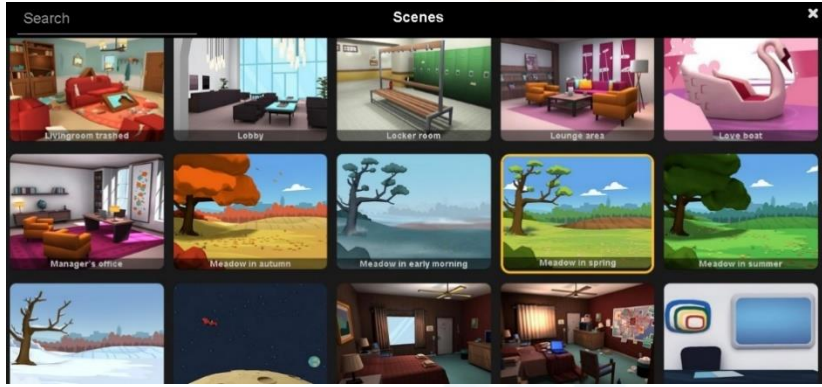 Search
Scenes
Livingroom trashed
Lobby
Locker room
Lounge area
Love boat
Manager's office
Meadow in autumn
Meadow in early morning
Meadow in spring
Meadow in summer